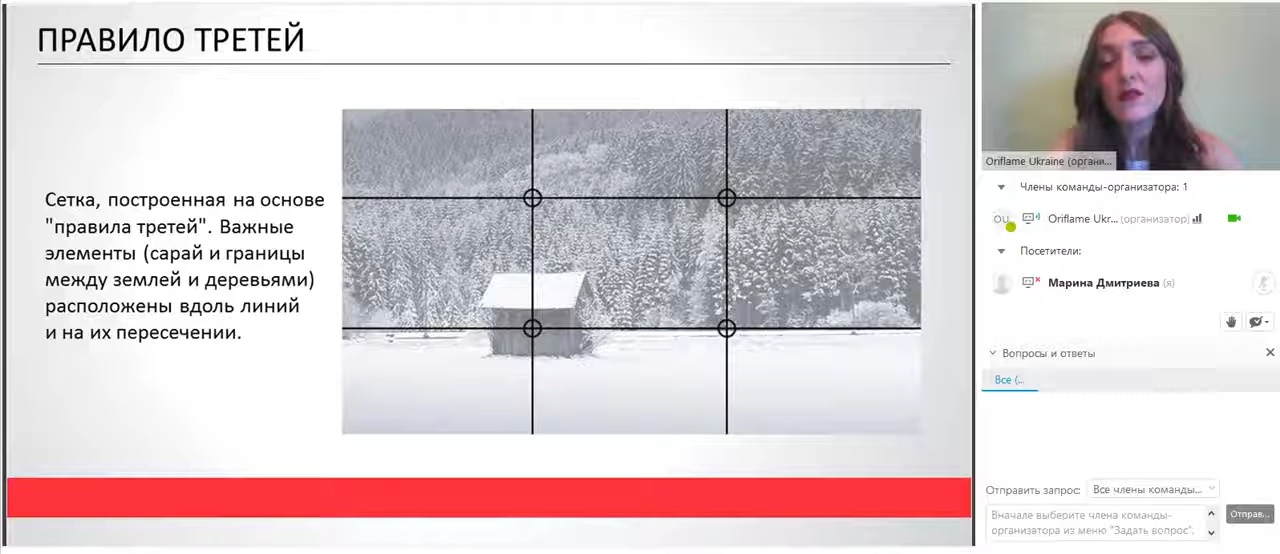 ПРАВИЛО ТРЕТЕЙ
Сетка, построенная на основе
"правила третей". Важные
элементы (сарай и границы
между землей и деревьями)
расположены вдоль линий
и на их пересечении.
Oriflame Ukraine (органи...
Члены команды-организатора: 1
OU
Oriflame Ukr... (организатор)
Посетители:
Марина Дмитриева (я)
Вопросы и ответы
Все (...
Отправить запрос:
Все члены команды...
Вначале выберите члена команды-
организатора из меню "Задать вопрос".
Отправ...